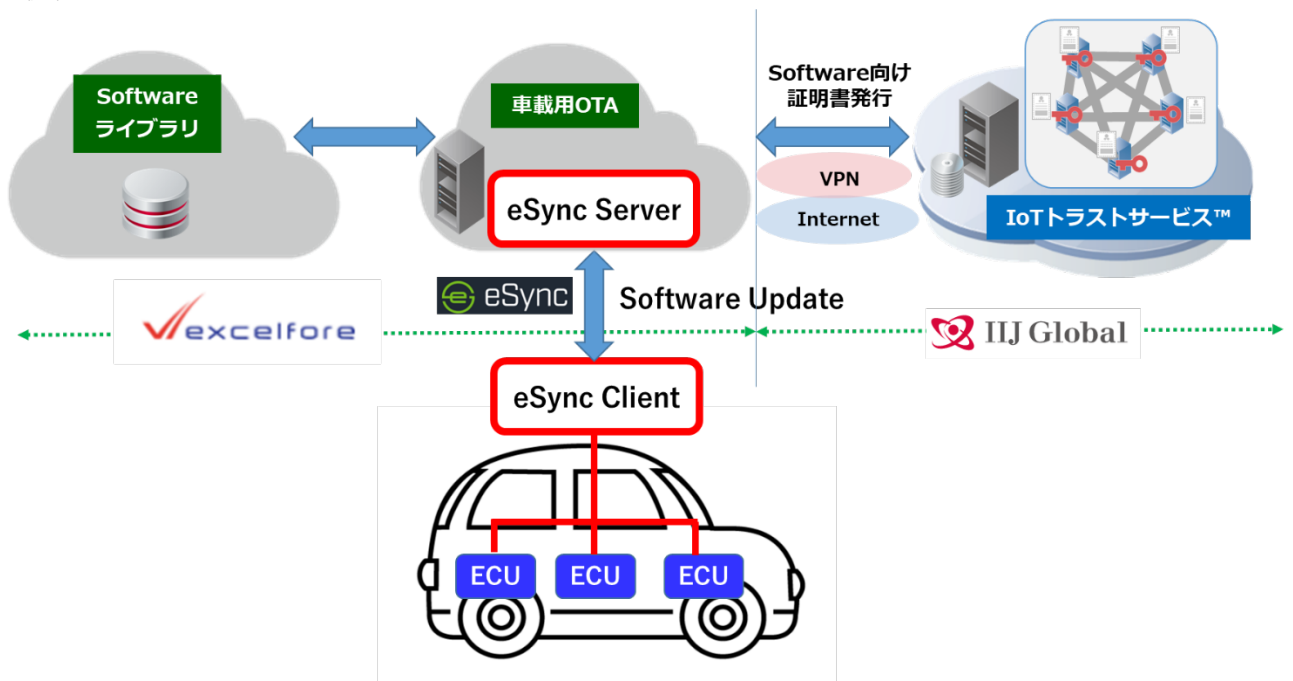 Software
ライブラリ
車載用OTA
eSync Server
Software向け
証明書発行
VPN
Internet
IoTトラストサービス™
excelfore
eSync
Software Update
IIJ Global
eSync Client
ECU
ECU
ECU